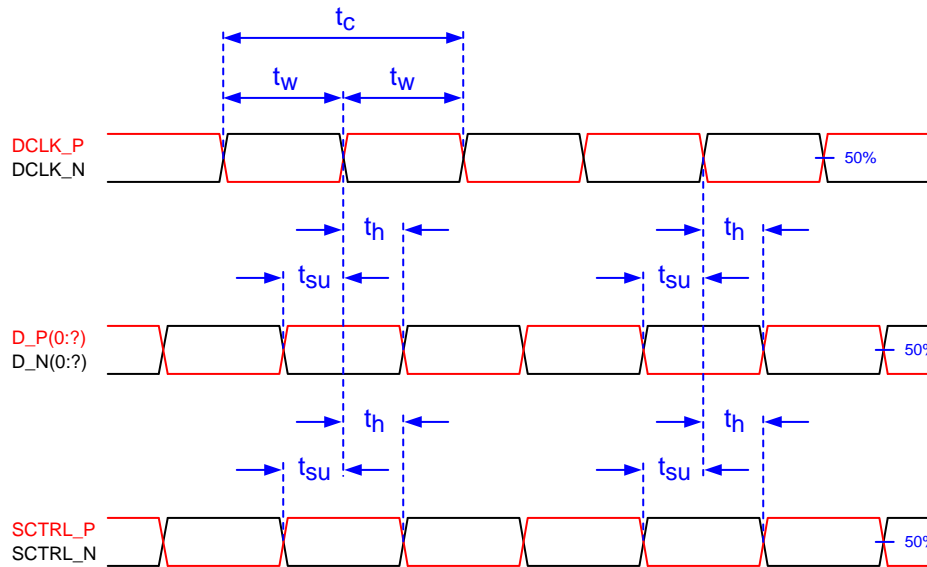 tc
tw tw
DCLK_P
DCLK_N
50%
th th
tsu tsu
D_P(0:?)
D_N(0:?)
50%
th th
tsu tsu
SCTRL_P
SCTRL_N
50%